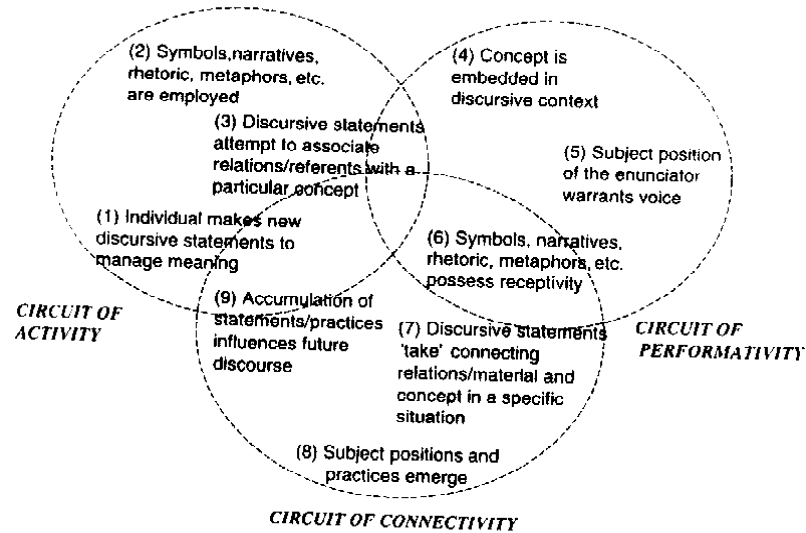 (2) Symbols,narratives,
rhetoric, metaphors, etc.
are employed
(4) Concept is
embedded in
discursive context
(3) Discursive statements
attempt to associate
relations/referents with a
particular concept
(5) Subject position
of the enunciator
warrants voice
(1) Individual makes new
discursive statements to
manage meaning
(6) Symbols, narratives,
rhetoric, metaphors, etc.
possess receptivity
(9) Accumulation of
statements/practices
influences future
discourse
CIRCUIT OF
ACTIVITY
(7) Discursive statements
'take' connecting
relations/material and
concept in a specific
situation
CIRCUIT OF
PERFORMATIVITY
(8) Subject positions and
practices emerge
CIRCUIT OF CONNECTIVITY